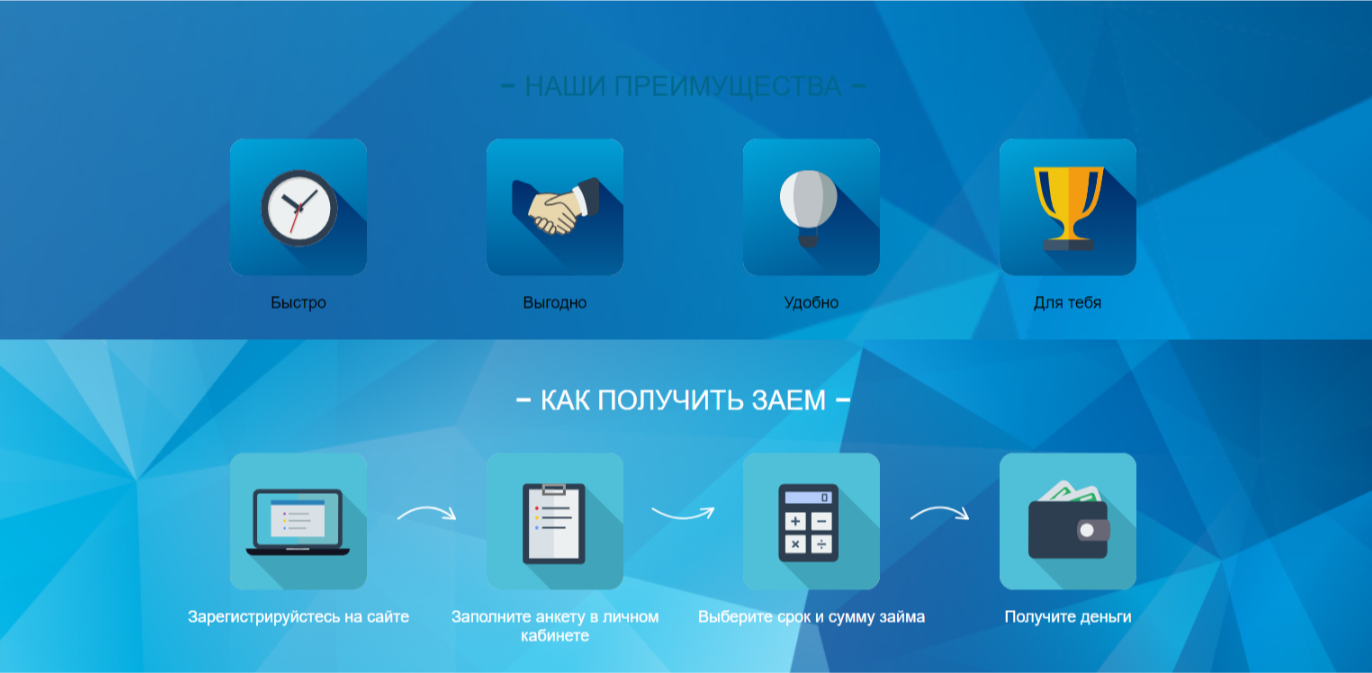 – НАШИ ПРЕИМУЩЕСТВА –
Быстро
Выгодно
Удобно
Для тебя
– КАК ПОЛУЧИТЬ ЗАЕМ –
0
Зарегистрируйстесь на сайте
Заполните анкету в личном
кабинете
Выберите срок и сумму займа
Получите деньги